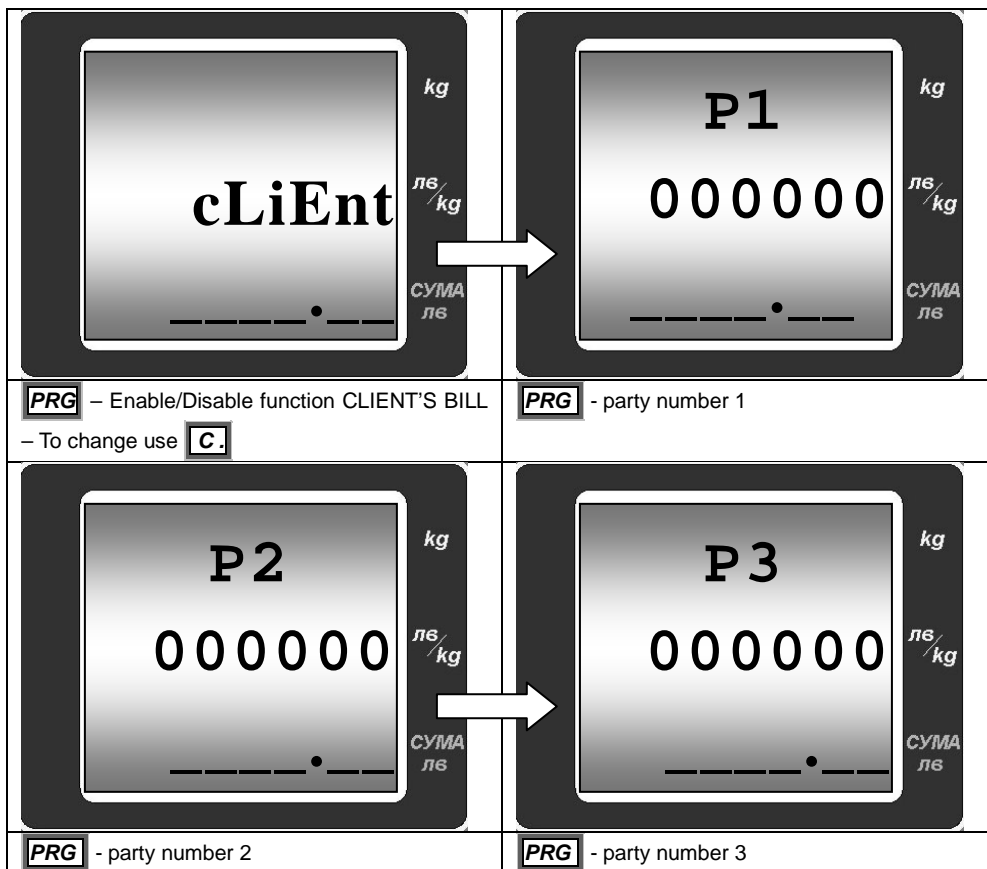 kg
cLiEnt
лв/kg
____.__
СУМА
лв
P1
kg
000000
лв/kg
____.__
СУМА
лв
PRG – Enable/Disable function CLIENT'S BILL
– To change use C.
PRG - party number 1
P2
kg
000000
лв/kg
____.__
СУМА
лв
P3
kg
000000
лв/kg
____.__
СУМА
лв
PRG - party number 2
PRG - party number 3